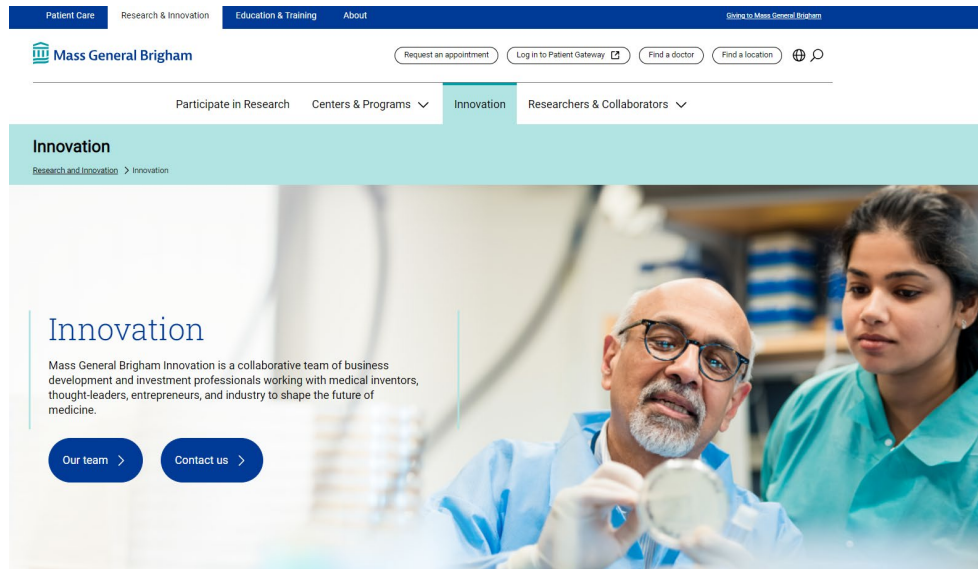 Patient Care Research & Innovation Education & Training About Giving to Mass General Brigham
Mass General Brigham Request an appointment Log in to Patient Gateway Find a doctor Find a location
Participate in Research Centers & Programs Innovation Researchers & Collaborators
Innovation
Research and Innovation > Innovation
Innovation
Mass General Brigham Innovation is a collaborative team of business
development and investment professionals working with medical inventors,
thought-leaders, entrepreneurs, and industry to shape the future of
medicine.
Our team > Contact us >